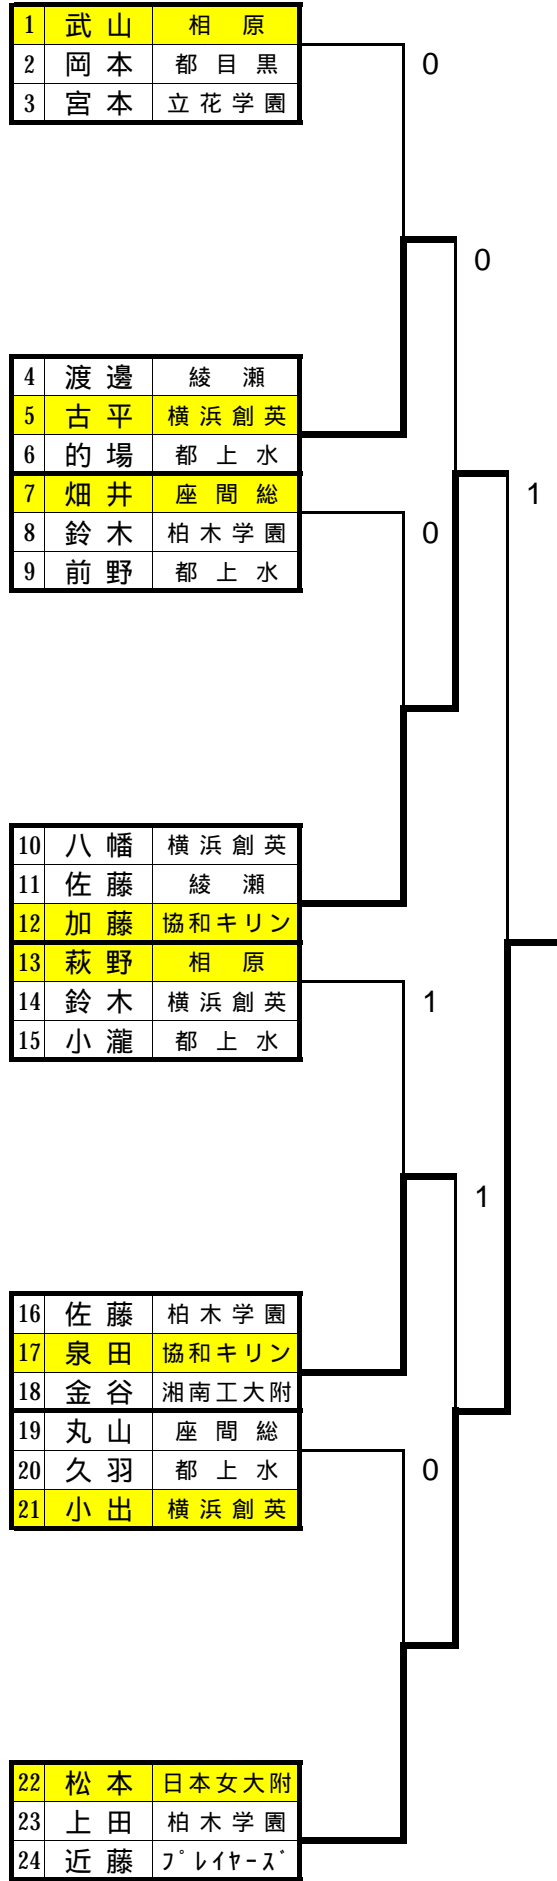 1 武山 相原
2 岡本 都目黒
3 宮本 立花学園
0
0
4 渡邊 綾瀬
5 古平 横浜創英
6 的場 都上水
7 畑井 座間総
8 鈴木 柏木学園
9 前野 都上水
1
0
10 八幡 横浜創英
11 佐藤 綾瀬
12 加藤 協和キリン
13 萩野 相原
14 鈴木 横浜創英
15 小瀧 都上水
1
1
16 佐藤 柏木学園
17 泉田 協和キリン
18 金谷 湘南工大附
19 丸山 座間総
20 久羽 都上水
21 小出 横浜創英
0
22 松本 日本女大附
23 上田 柏木学園
24 近藤 ﾌﾟﾚｲﾔｰｽﾞ